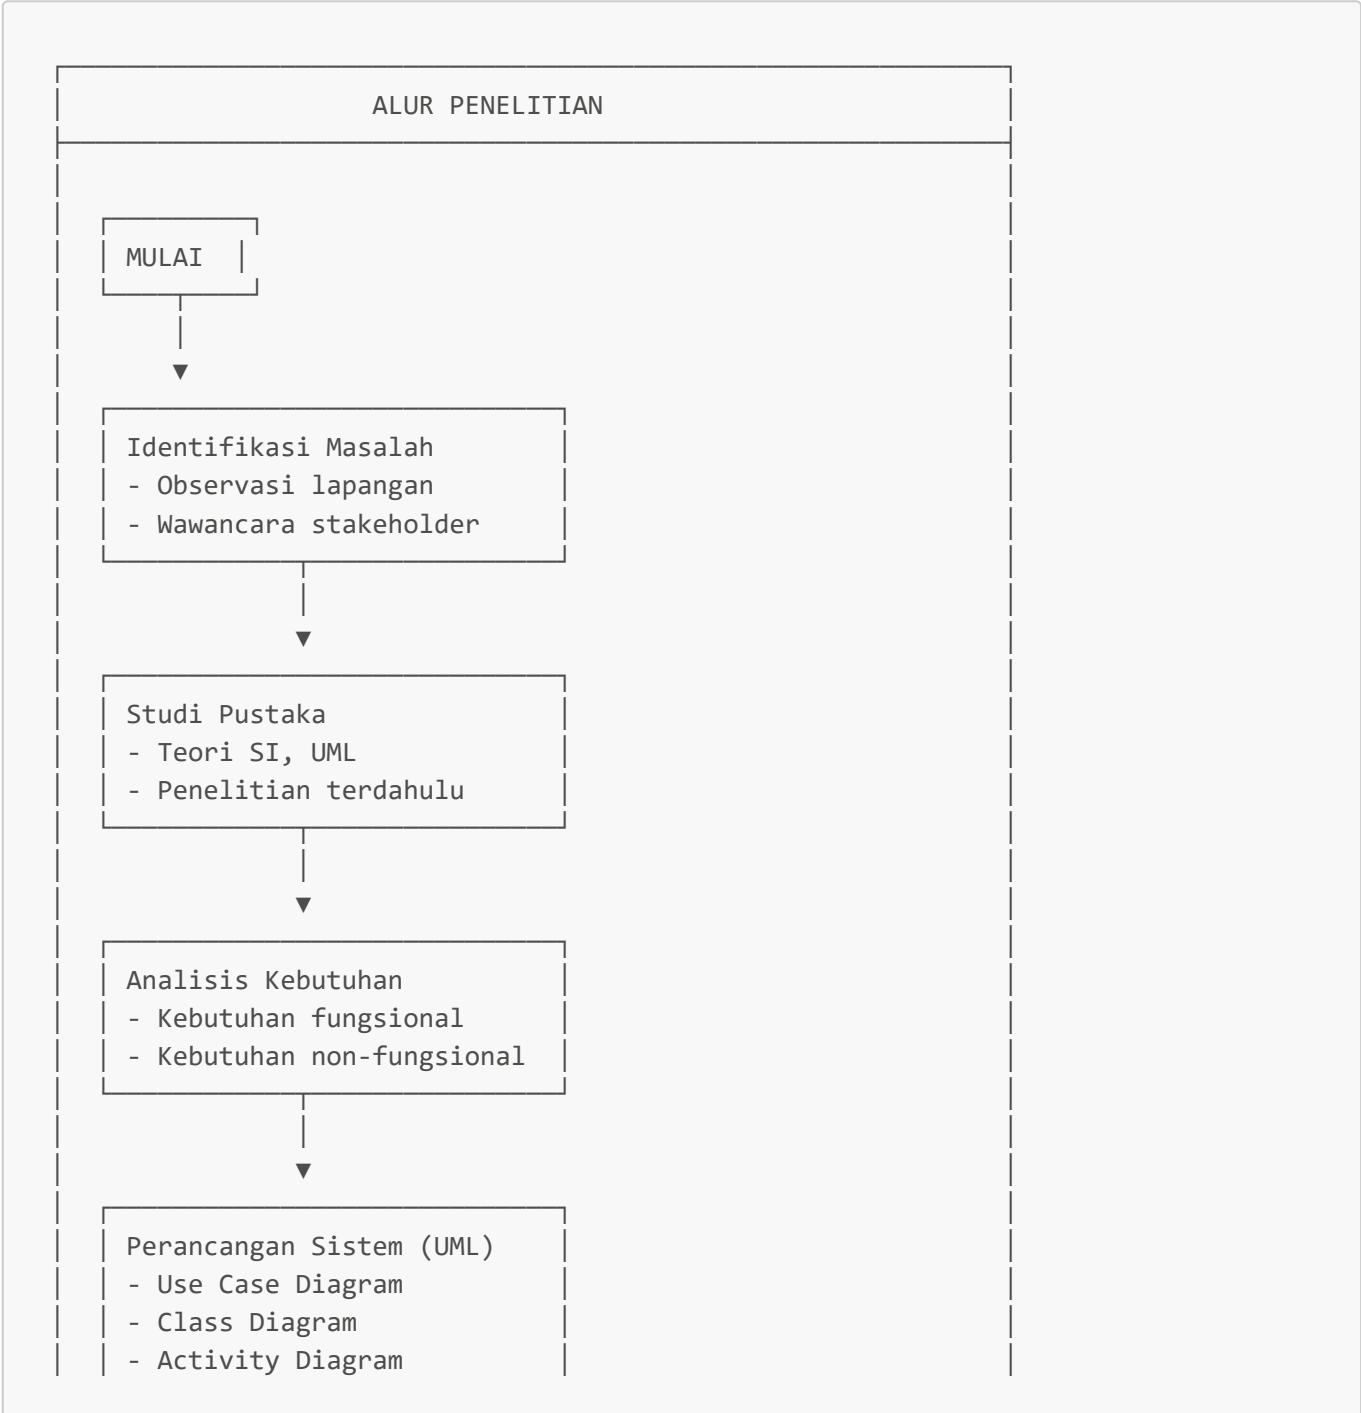 ALUR PENELITIAN
MULAI
▼
Identifikasi Masalah
- Observasi lapangan
- Wawancara stakeholder
▼
Studi Pustaka
- Teori SI, UML
- Penelitian terdahulu
▼
Analisis Kebutuhan
- Kebutuhan fungsional
- Kebutuhan non-fungsional
▼
Perancangan Sistem (UML)
- Use Case Diagram
- Class Diagram
- Activity Diagram